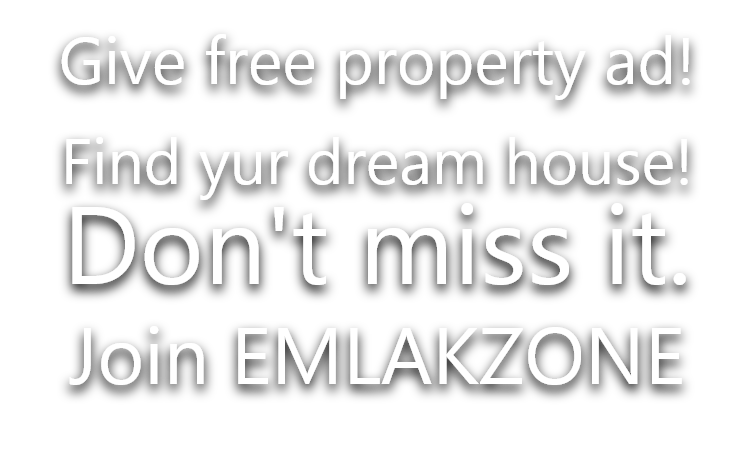 Give free property ad!
Find yur dream house!
Don't miss it.
Join EMLAKZONE